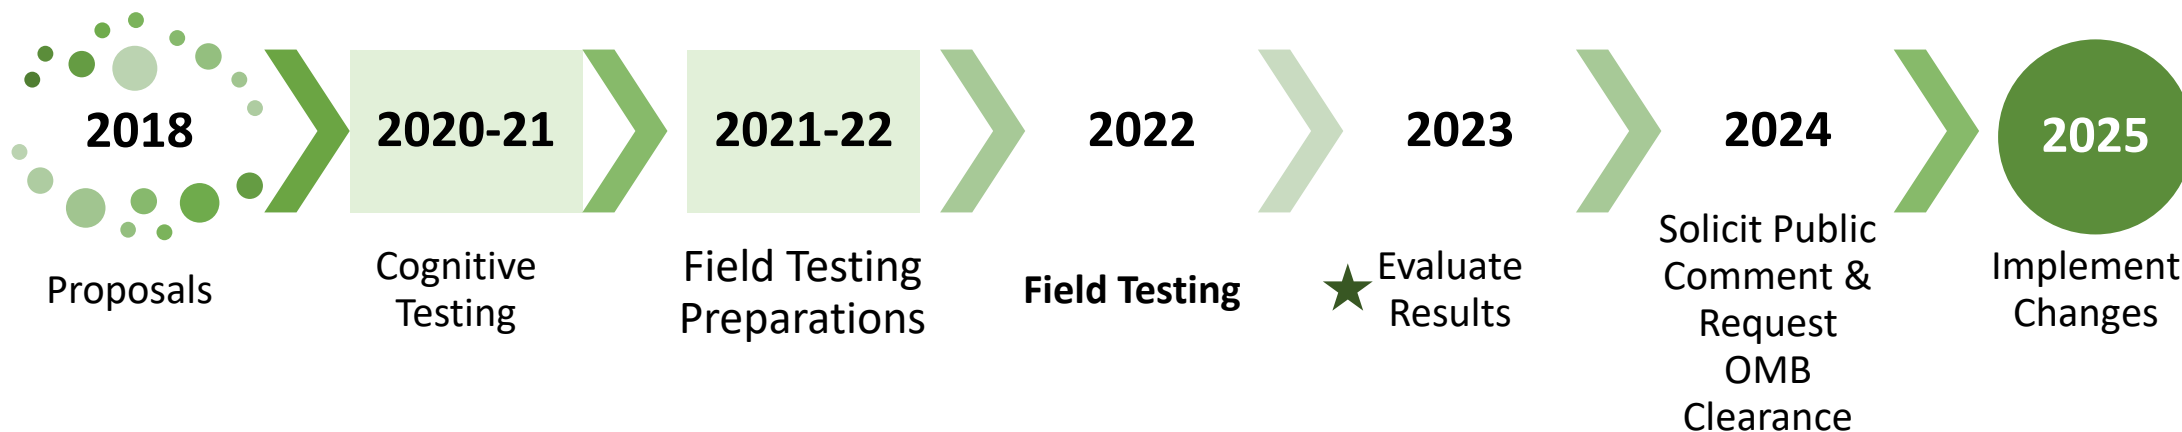 2018
Proposals
2020-21
Cognitive
Testing
2021-22
Field Testing
Preparations
2022
Field Testing
2023
Evaluate
Results
2024
Solicit Public
Comment &
Request
OMB
Clearance
2025
Implement
Changes